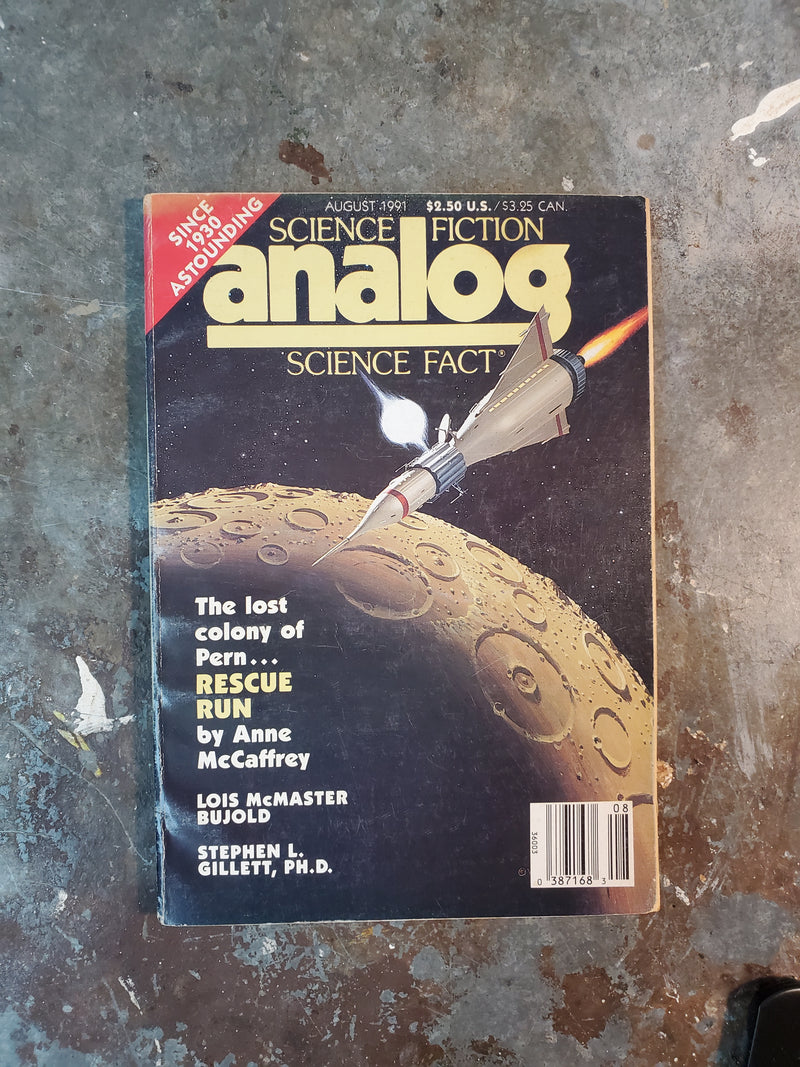 SINCE
1930
ASTOUNDING
AUGUST 1991 $2.50 U.S./$3.25 CAN.
SCIENCE FICTION
analog
SCIENCE FACT®
The lost
colony of
Pern...
RESCUE
RUN
by Anne
McCaffrey
LOIS McMASTER
BUJOLD
STEPHEN L.
GILLETT, PH.D.
08
36003
0 387168 3